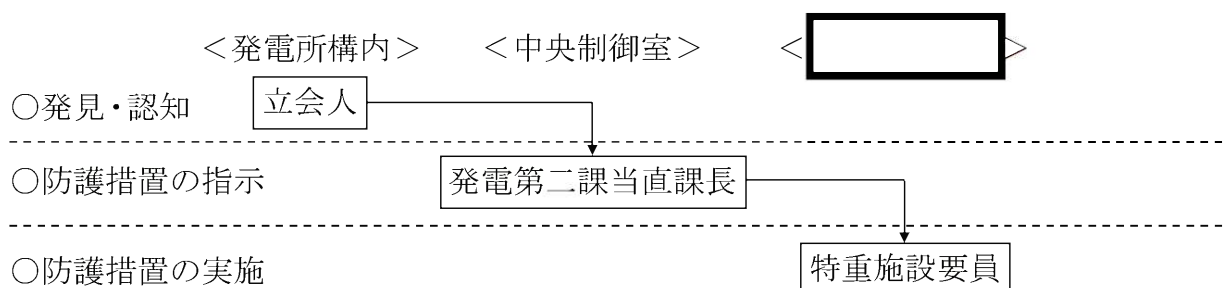 <発電所構内> <中央制御室> < >
○発見・認知 立会人
○防護措置の指示 発電第二課当直課長
○防護措置の実施 特重施設要員